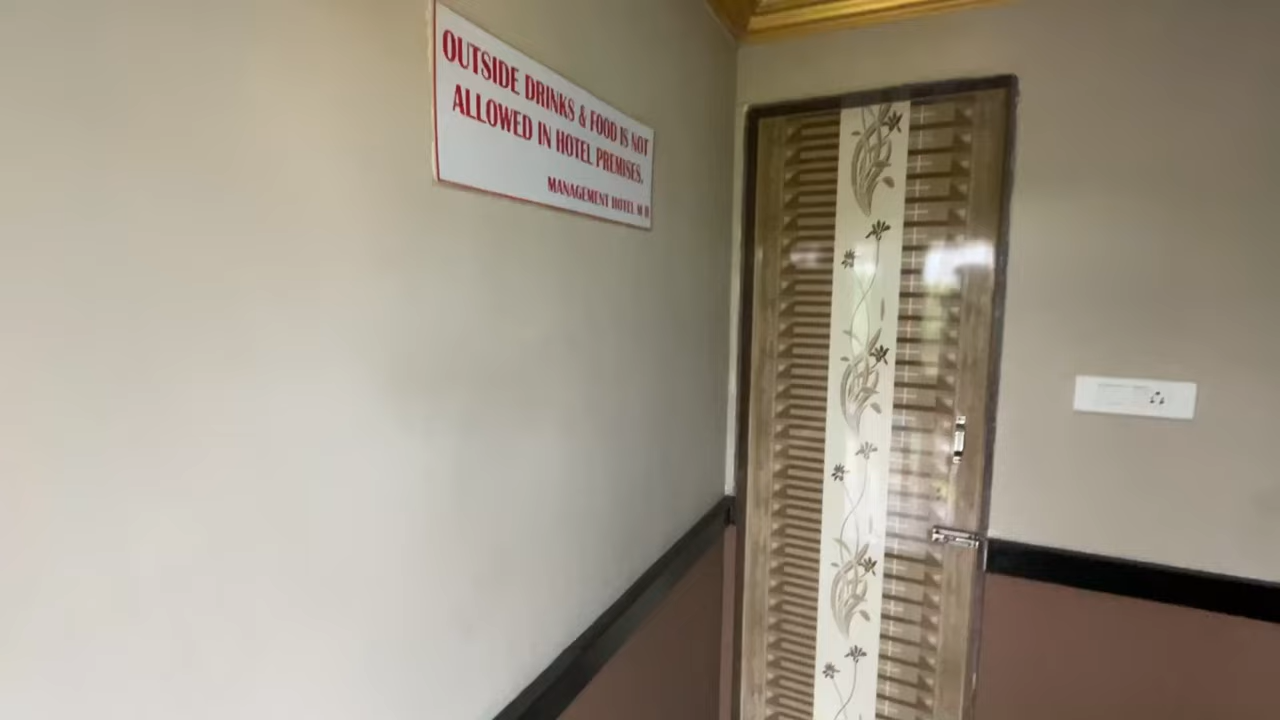 OUTSIDE DRINKS & FOOD IS NOT
ALLOWED IN HOTEL PREMISES.
MANAGEMENT HOTEL